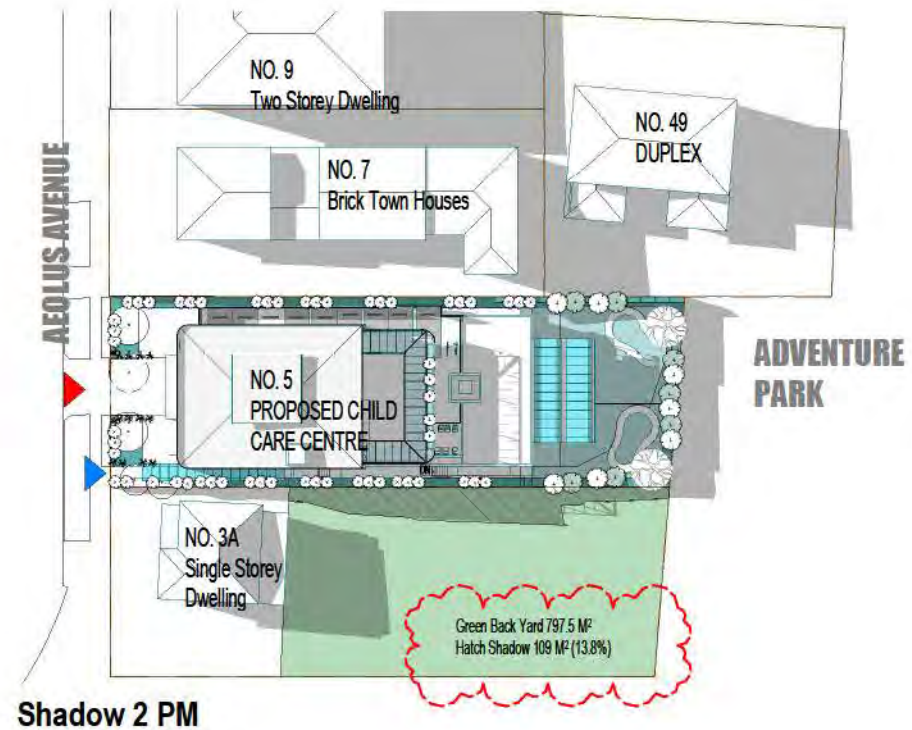 NO. 9
Two Storey Dwelling
NO. 49
DUPLEX
NO. 7
Brick Town Houses
AEOLUS AVENUE
NO. 5
PROPOSED CHILD
CARE CENTRE
ADVENTURE
PARK
NO. 3A
Single Storey
Dwelling
Green Back Yard 797.5 M²
Hatch Shadow 109 M² (13.8%)
Shadow 2 PM